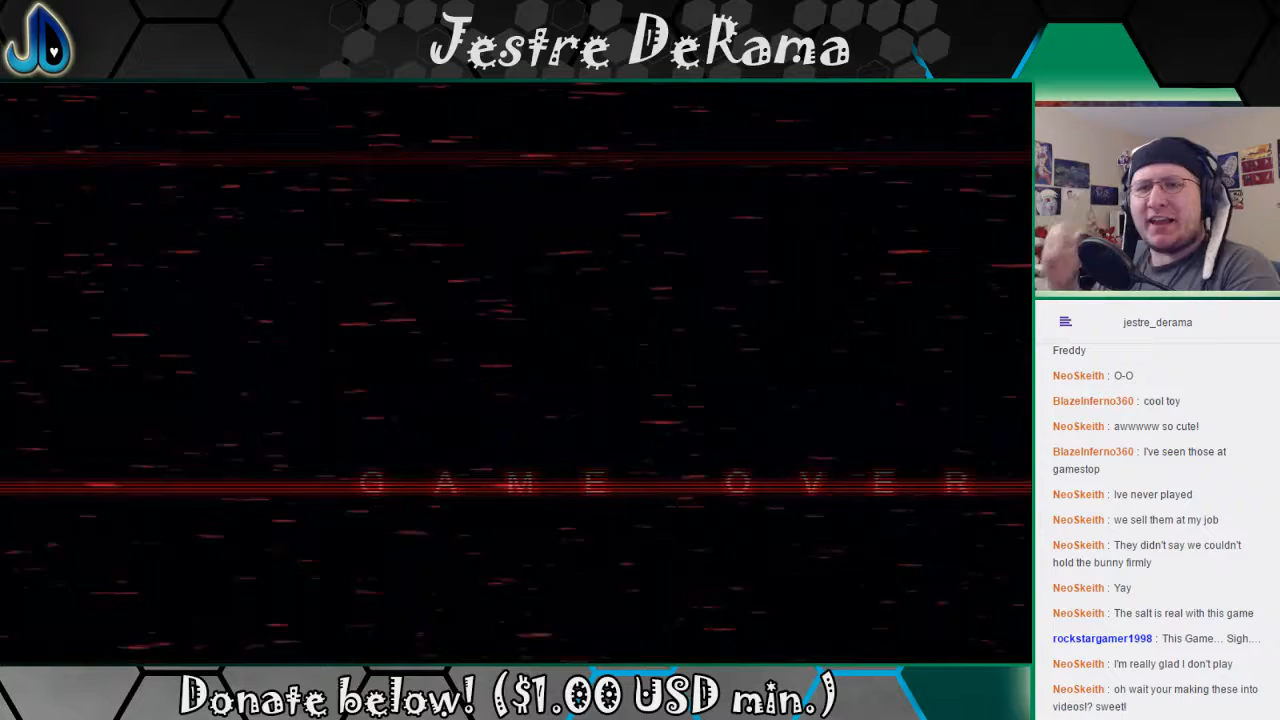 JD
Jestre DeRama
GAME OVER
jestre_derama
Freddy
NeoSkeith : O-O
BlazeInferno360 : cool toy
NeoSkeith : awwwww so cute!
BlazeInferno360 : I've seen those at
gamestop
NeoSkeith : Ive never played
NeoSkeith : we sell them at my job
NeoSkeith : They didn't say we couldn't
hold the bunny firmly
NeoSkeith : Yay
NeoSkeith : The salt is real with this game
rockstargamer1998 : This Game... Sigh....
NeoSkeith : I'm really glad I don't play
NeoSkeith : oh wait your making these into
videos!? sweet!
Donate below! ($1.00 USD min.)